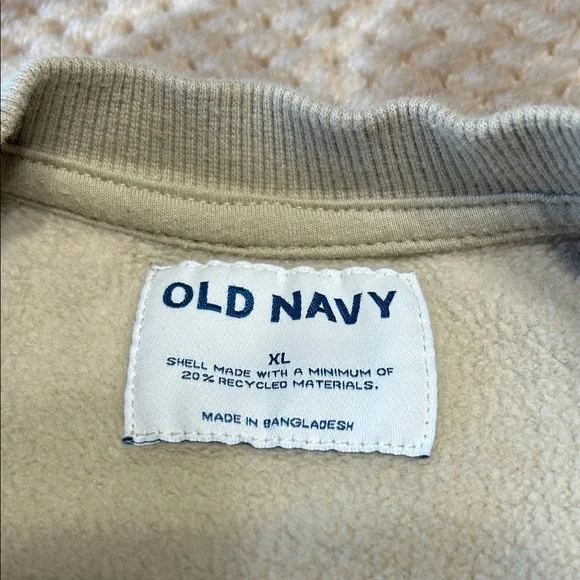 OLD NAVY
XL
SHELL MADE WITH A MINIMUM OF
20% RECYCLED MATERIALS.
MADE IN BANGLADESH